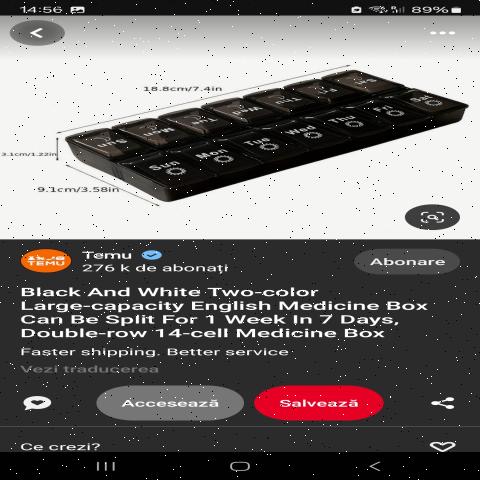 14:56
89%
18.8cm/7.4in
3.1cm/1.22in
Sun Mon Tue Wed Thu Fri
9.1cm/3.58in
TEMU
Temu
276 k de abonați
Abonare
Black And White Two-color
Large-capacity English Medicine Box
Can Be Split For 1 Week In 7 Days,
Double-row 14-cell Medicine Box
Faster shipping. Better service
Vezi traducerea
Accesează
Salvează
Ce crezi?